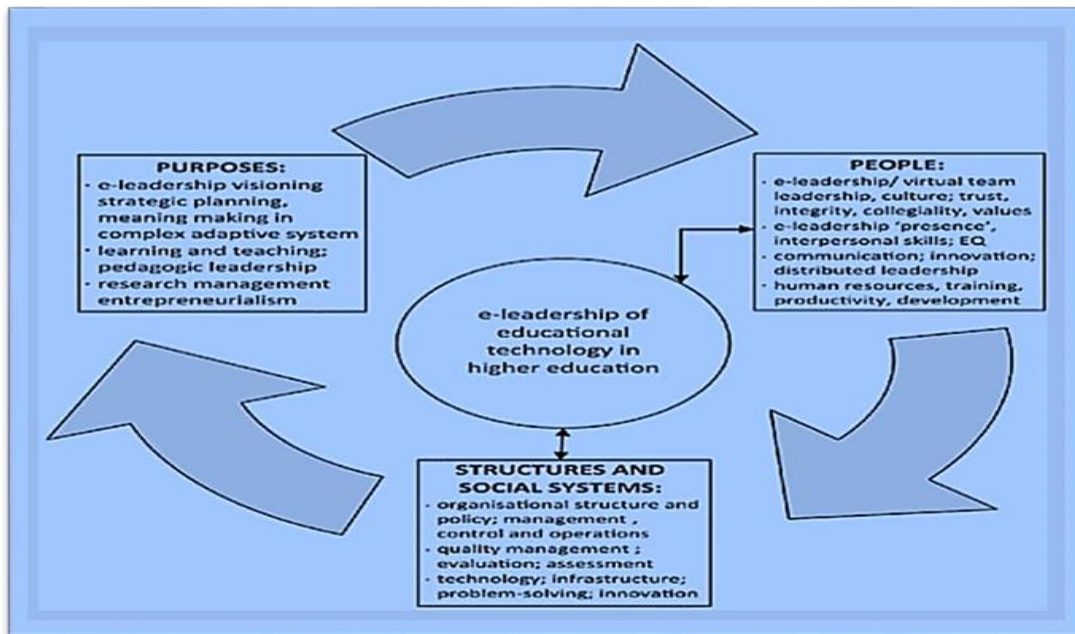 PURPOSES:
· e-leadership visioning
strategic planning,
meaning making in
complex adaptive system
· learning and teaching;
pedagogic leadership
· research management
entrepreneurialism
PEOPLE:
· e-leadership/ virtual team
leadership, culture; trust,
integrity, collegiality, values
· e-leadership ‘presence’,
interpersonal skills; EQ
· communication; innovation;
distributed leadership
· human resources, training,
productivity, development
e-leadership of
educational
technology in
higher education
STRUCTURES AND
SOCIAL SYSTEMS:
· organisational structure and
policy; management ,
control and operations
· quality management ;
evaluation; assessment
· technology; infrastructure;
problem-solving; innovation